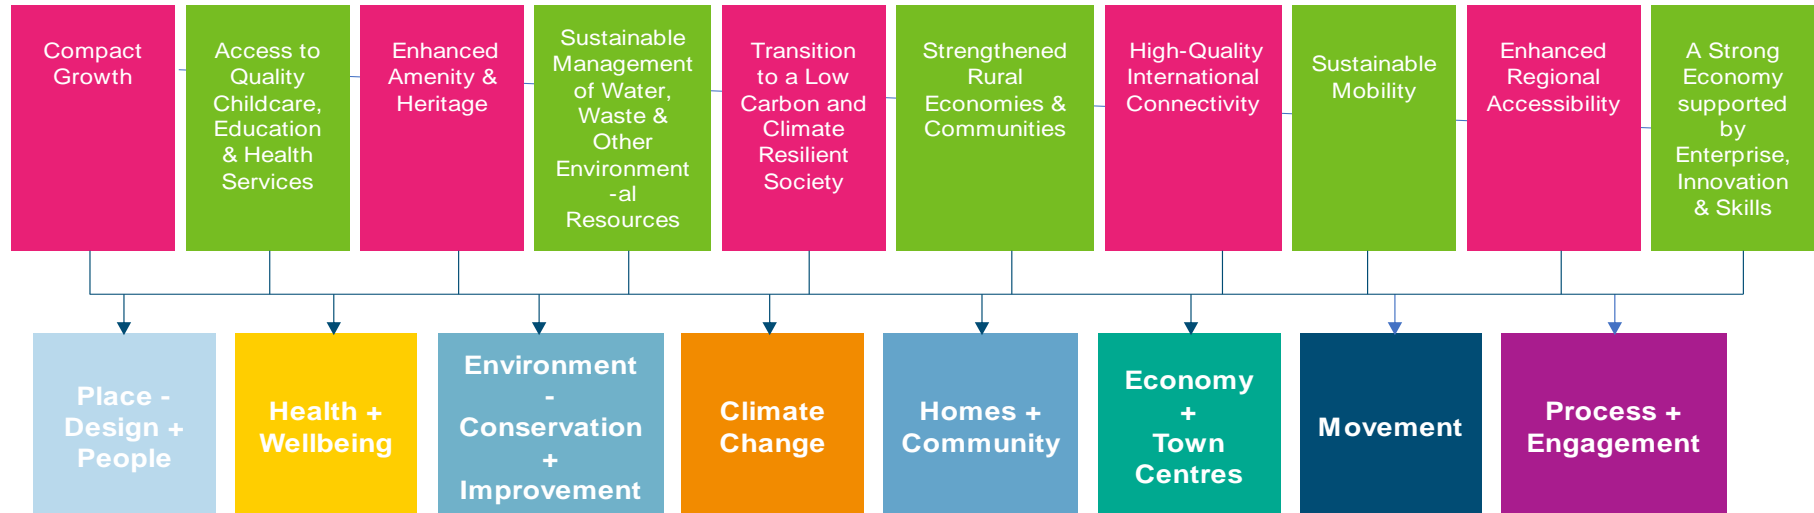 Compact
Growth
Access to
Quality
Childcare,
Education
& Health
Services
Enhanced
Amenity &
Heritage
Sustainable
Management
of Water,
Waste &
Other
Environment
-al
Resources
Transition
to a Low
Carbon and
Climate
Resilient
Society
Strengthened
Rural
Economies &
Communities
High-Quality
International
Connectivity
Sustainable
Mobility
Enhanced
Regional
Accessibility
A Strong
Economy
supported
by
Enterprise,
Innovation
& Skills
Place -
Design +
People
Health +
Wellbeing
Environment
-
Conservation
+
Improvement
Climate
Change
Homes +
Community
Economy
+
Town
Centres
Movement
Process +
Engagement